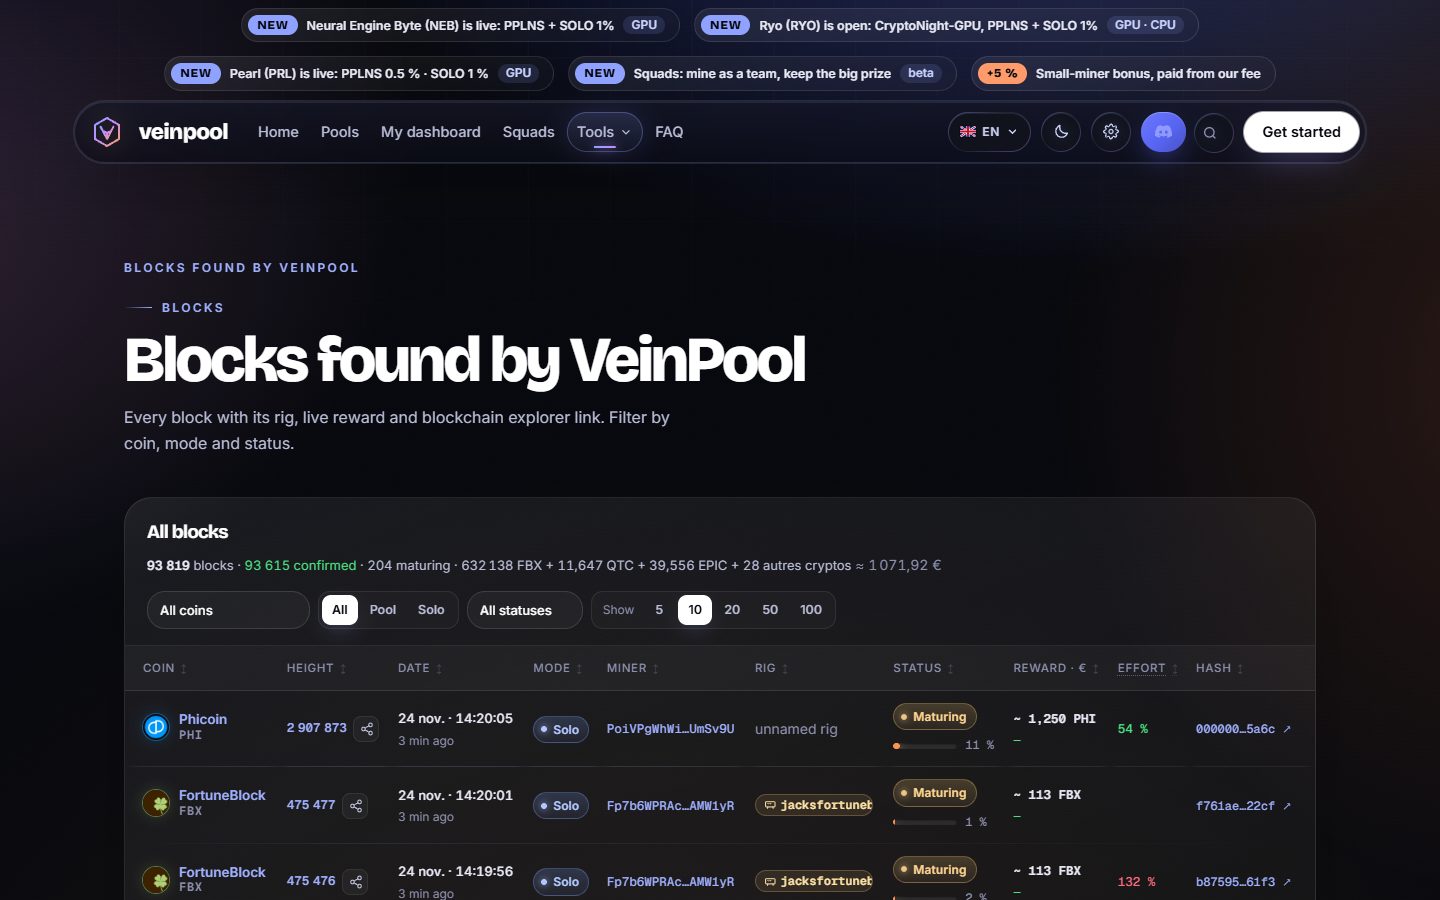 NEW Neural Engine Byte (NEB) is live: PPLNS + SOLO 1% GPU
NEW Ryo (RYO) is open: CryptoNight-GPU, PPLNS + SOLO 1% GPU · CPU
NEW Pearl (PRL) is live: PPLNS 0.5 % · SOLO 1 % GPU
NEW Squads: mine as a team, keep the big prize beta
+5 % Small-miner bonus, paid from our fee
veinpool Home Pools My dashboard Squads Tools FAQ EN Get started
BLOCKS FOUND BY VEINPOOL
BLOCKS
Blocks found by VeinPool
Every block with its rig, live reward and blockchain explorer link. Filter by
coin, mode and status.
All blocks
93 819 blocks · 93 615 confirmed · 204 maturing · 632 138 FBX + 11,647 QTC + 39,556 EPIC + 28 autres cryptos ≈ 1 071,92 €
All coins All Pool Solo All statuses Show 5 10 20 50 100
COIN ↕ HEIGHT ↕ DATE ↕ MODE ↕ MINER ↕ RIG ↕ STATUS ↕ REWARD · € ↕ EFFORT ↕ HASH ↕
Phicoin PHI 2 907 873 24 nov. · 14:20:05 3 min ago Solo PoiVPgWhWi…UmSv9U unnamed rig Maturing 11 % ~ 1,250 PHI — 54 % 000000…5a6c ↗
FortuneBlock FBX 475 477 24 nov. · 14:20:01 3 min ago Solo Fp7b6WPRAc…AMW1yR jacksfortuneb Maturing 1 % ~ 113 FBX — f761ae…22cf ↗
FortuneBlock FBX 475 476 24 nov. · 14:19:56 3 min ago Solo Fp7b6WPRAc…AMW1yR jacksfortuneb Maturing 2 % ~ 113 FBX — 132 % b87595…61f3 ↗